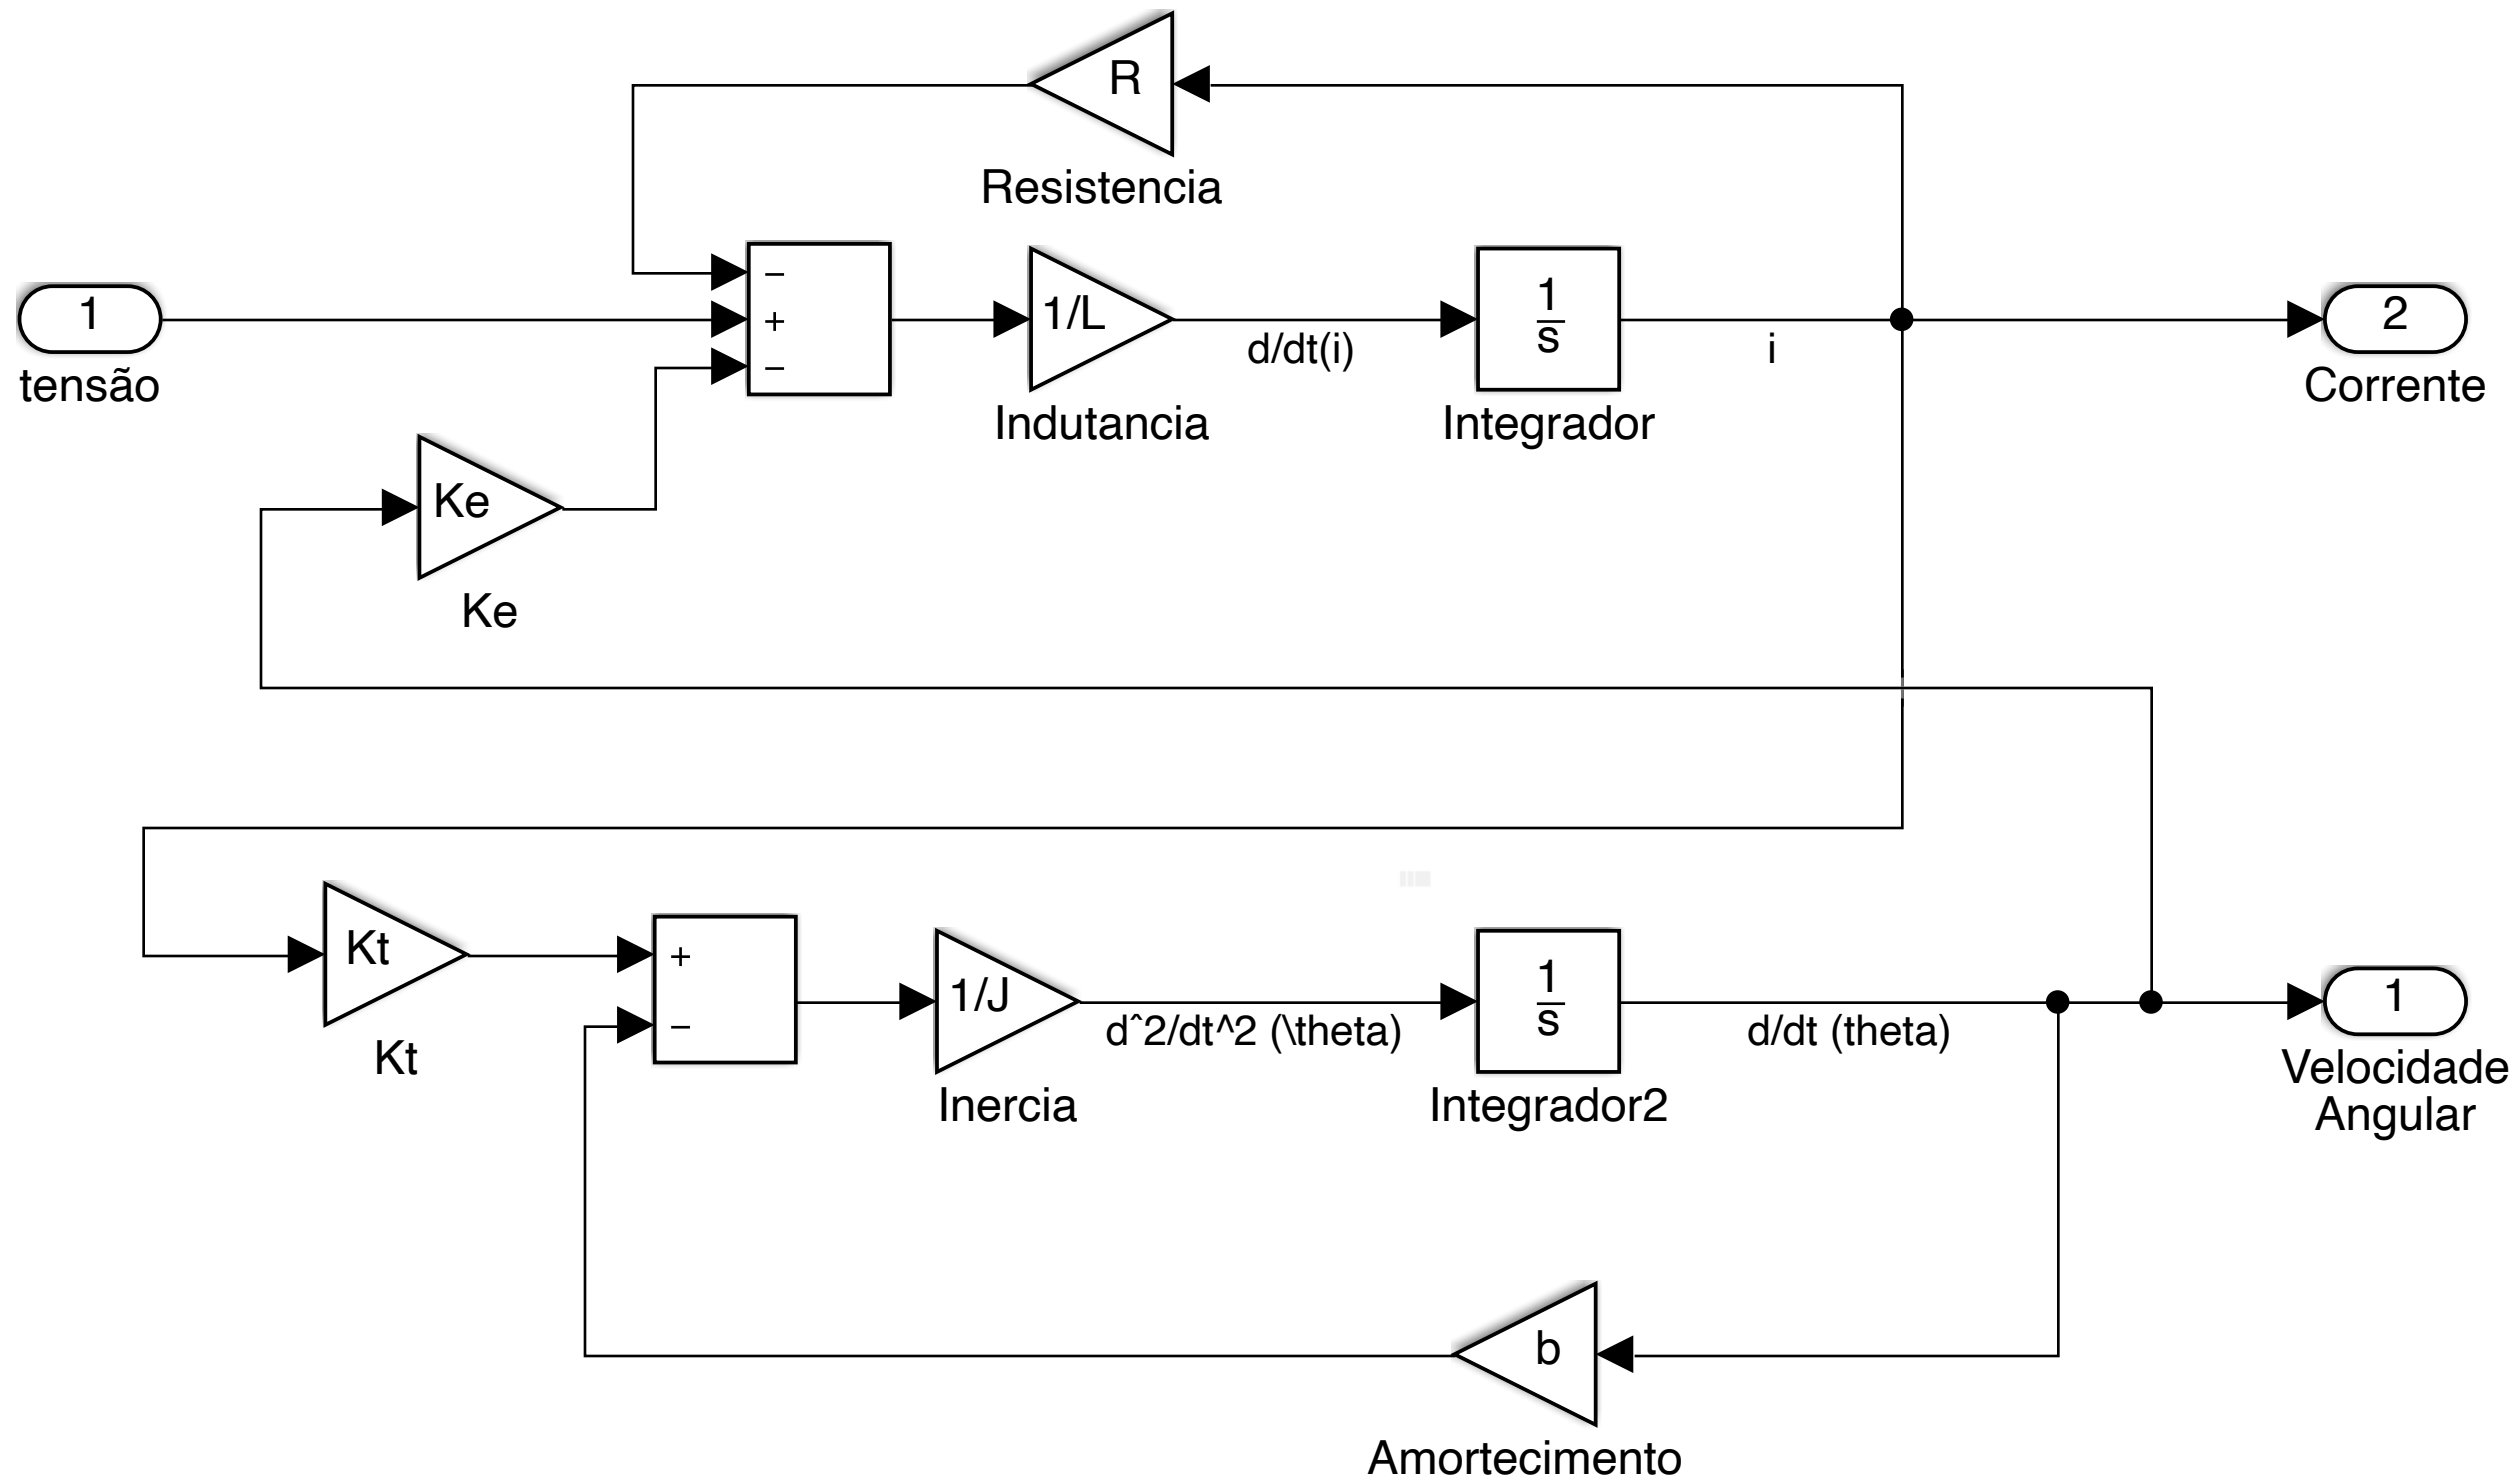 R
Resistencia
1
tensão
−
+
−
1/L
Indutancia
d/dt(i)
1
s
Integrador
i
2
Corrente
Ke
Ke
Kt
Kt
+
−
1/J
Inercia
dˆ2/dt^2 (\theta)
1
s
Integrador2
d/dt (theta)
1
Velocidade
Angular
b
Amortecimento